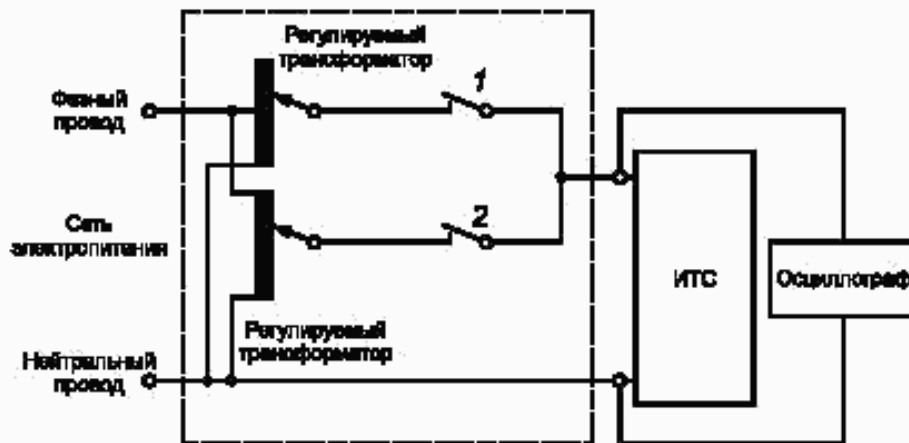 Регулируемый
трансформатор
1
Фазный
провод
Сеть
электропитания
2
ИТС
Осциллограф
Регулируемый
трансформатор
Нейтральный
провод